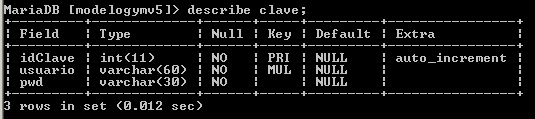 MariaDB [modelogymv5]> describe clave;
+----------+-------------+------+-----+---------+----------------+
| Field    | Type        | Null | Key | Default | Extra          |
+----------+-------------+------+-----+---------+----------------+
| idClave  | int(11)     | NO   | PRI | NULL    | auto_increment |
| usuario  | varchar(60) | NO   | MUL | NULL    |                |
| pwd      | varchar(30) | NO   |     | NULL    |                |
+----------+-------------+------+-----+---------+----------------+
3 rows in set (0.012 sec)